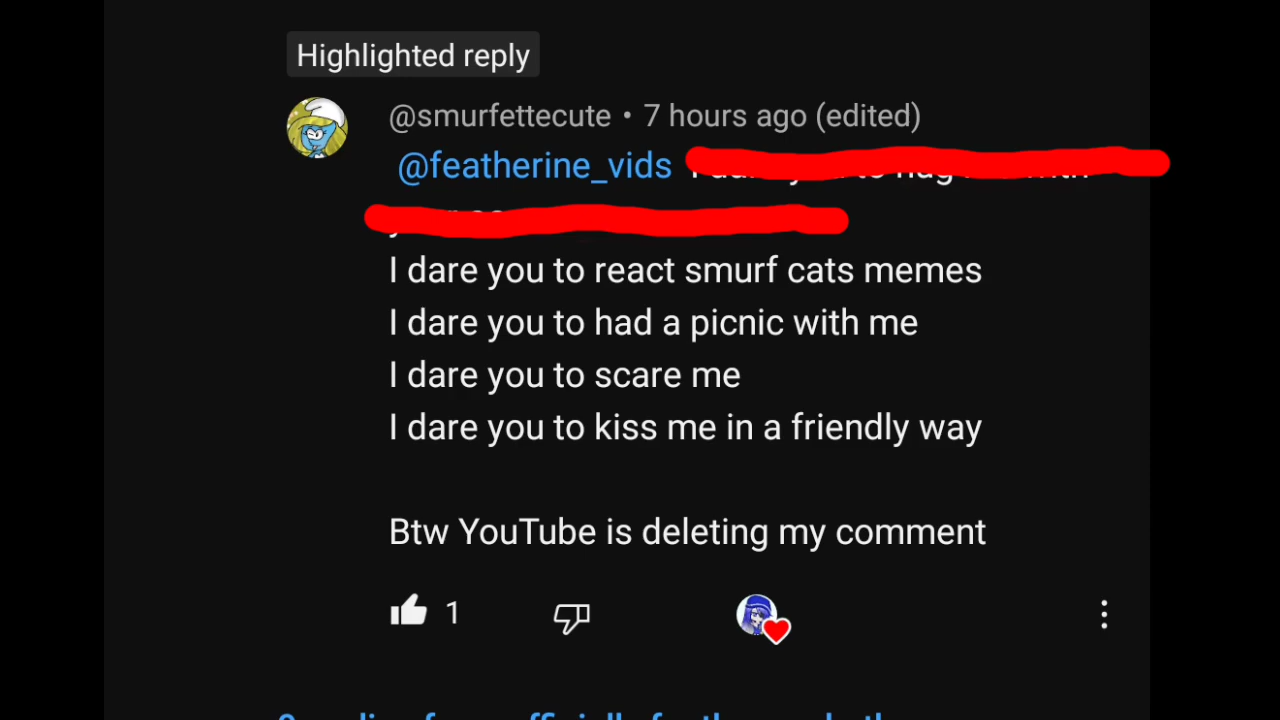 Highlighted reply
@smurfettecute • 7 hours ago (edited)
@featherine_vids
I dare you to react smurf cats memes
I dare you to had a picnic with me
I dare you to scare me
I dare you to kiss me in a friendly way
Btw YouTube is deleting my comment
1